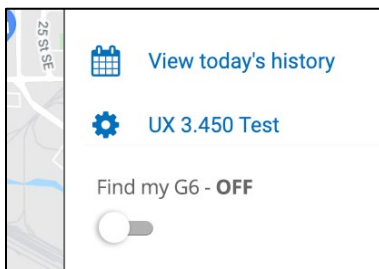 25 St SE
View today's history
UX 3.450 Test
Find my G6 - OFF